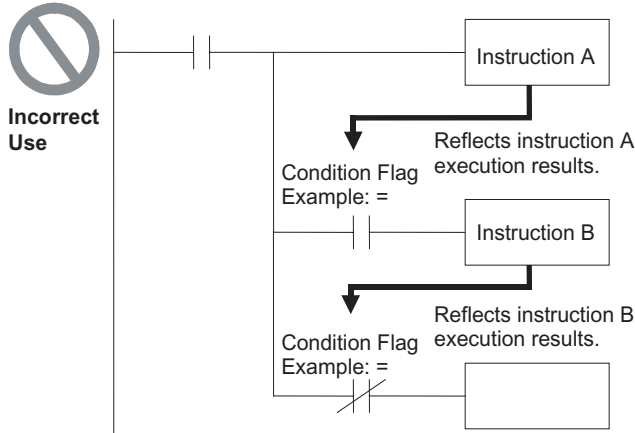 Incorrect
Use
Instruction A
Reflects instruction A
execution results.
Condition Flag
Example: =
Instruction B
Reflects instruction B
execution results.
Condition Flag
Example: =